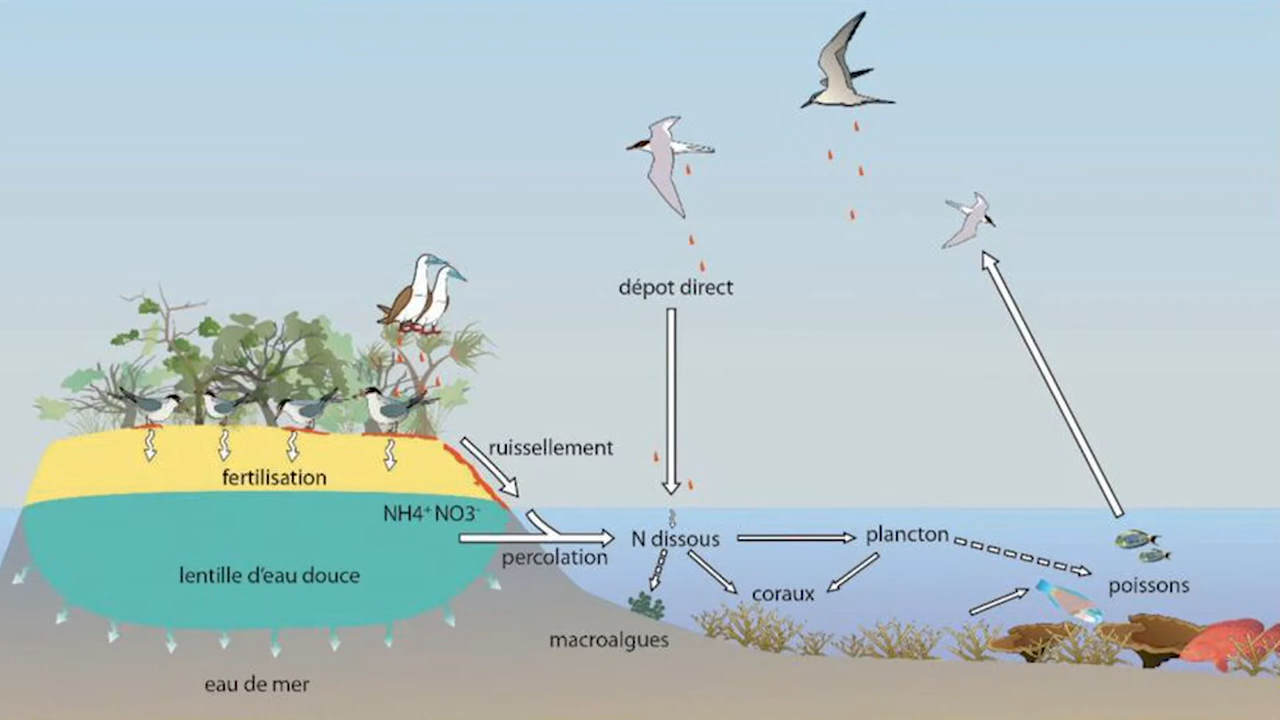 dépot direct
ruissellement
fertilisation
NH4⁺ NO3⁻
N dissous
plancton
percolation
lentille d'eau douce
coraux
poissons
macroalgues
eau de mer